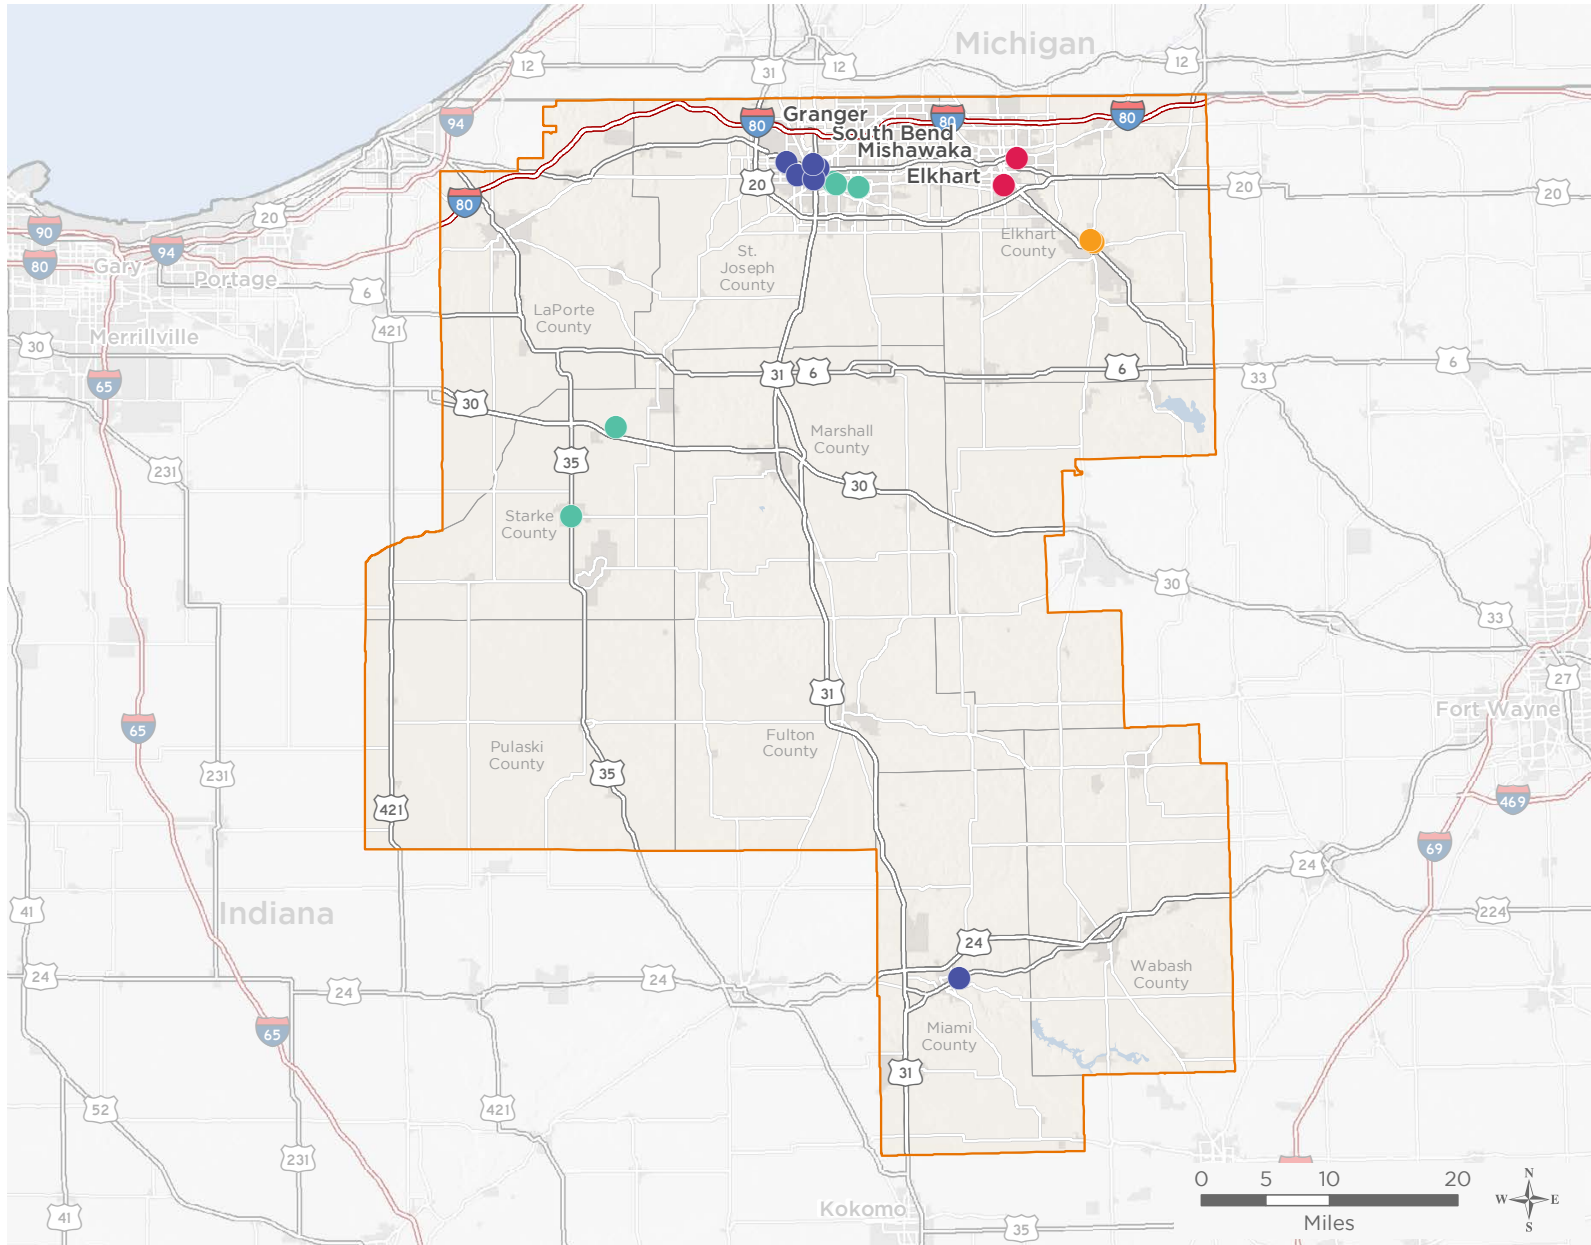 Michigan
12
31
12
12
94
80
Granger
80
80
South Bend
Mishawaka
Elkhart
20
80
20
20
20
90
94
80
Gary
Portage
6
Elkhart
County
St.
Joseph
County
LaPorte
County
421
Merrillville
30
65
31
6
6
6
33
30
Marshall
County
35
231
30
Starke
County
30
33
27
Fort Wayne
31
65
Pulaski
County
Fulton
County
35
231
421
469
69
24
41
Indiana
224
24
24
24
24
Wabash
County
Miami
County
65
31
52
421
231
41
Kokomo
35
0 5 10 20
Miles
N
W E
S